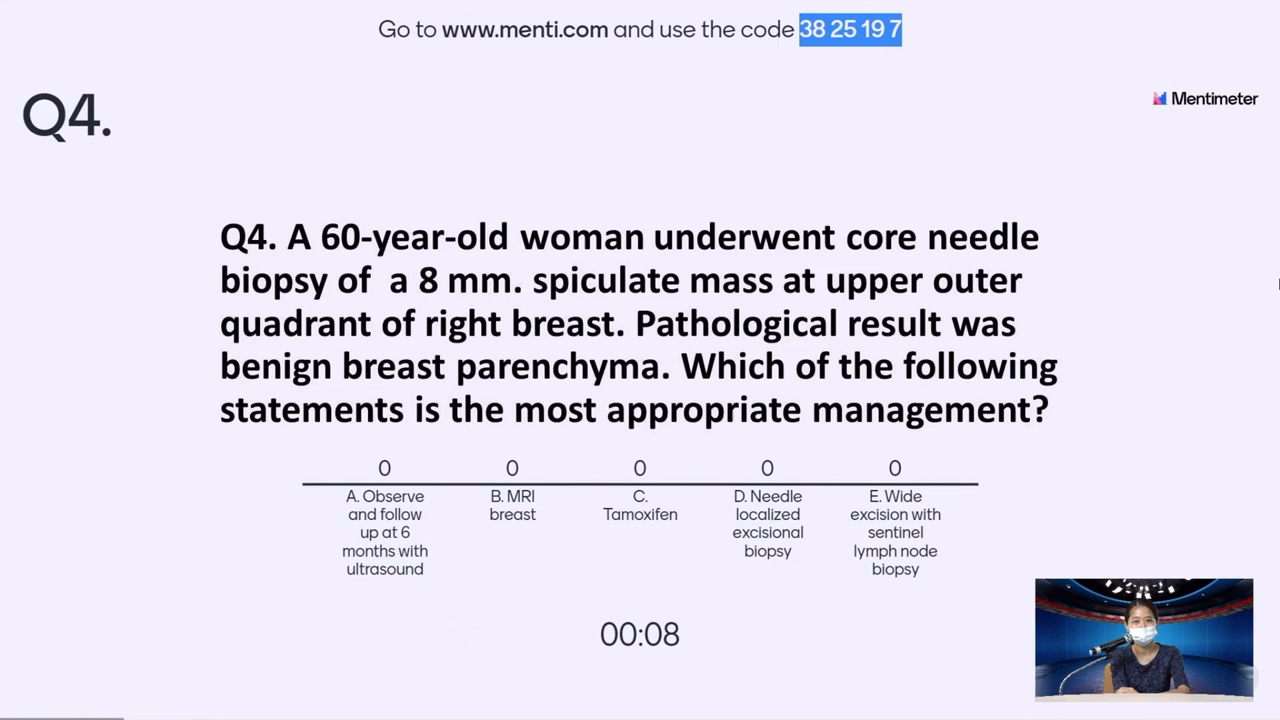 Go to www.menti.com and use the code 38 25 19 7
Q4.
Mentimeter
Q4. A 60-year-old woman underwent core needle
biopsy of  a 8 mm. spiculate mass at upper outer
quadrant of right breast. Pathological result was
benign breast parenchyma. Which of the following
statements is the most appropriate management?
0
0
0
0
0
A. Observe
and follow
up at 6
months with
ultrasound
B. MRI
breast
C.
Tamoxifen
D. Needle
localized
excisional
biopsy
E. Wide
excision with
sentinel
lymph node
biopsy
00:08